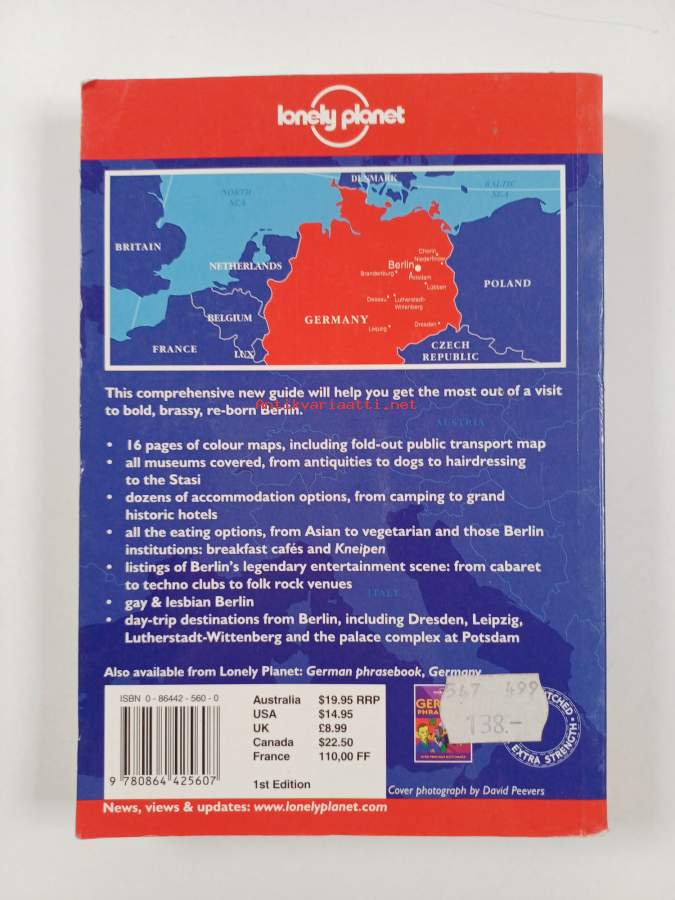 lonely planet
DENMARK
NORTH
SEA
BALTIC
SEA
BRITAIN
NETHERLANDS
Chorin
Niederfinow
Berlin
Brandenburg
Potsdam
Lübben
POLAND
BELGIUM
Dessau
Lutherstadt-
Wittenberg
GERMANY
Leipzig
Dresden
FRANCE
LUX
CZECH
REPUBLIC
This comprehensive new guide will help you get the most out of a visit
to bold, brassy, re-born Berlin.
antikvariaatti.net
AUSTRIA
• 16 pages of colour maps, including fold-out public transport map
• all museums covered, from antiquities to dogs to hairdressing
to the Stasi
• dozens of accommodation options, from camping to grand
historic hotels
• all the eating options, from Asian to vegetarian and those Berlin
institutions: breakfast cafés and Kneipen
• listings of Berlin's legendary entertainment scene: from cabaret
to techno clubs to folk rock venues
ITALY
• gay & lesbian Berlin
• day-trip destinations from Berlin, including Dresden, Leipzig,
Lutherstadt-Wittenberg and the palace complex at Potsdam
Also available from Lonely Planet: German phrasebook, Germany
ISBN 0 - 86442 - 560 - 0
9 780864 425607
Australia $19.95 RRP
USA $14.95
UK £8.99
Canada $22.50
France 110,00 FF
1st Edition
547 499
138.-
EXTRA STRENGTH
Cover photograph by David Peevers
News, views & updates: www.lonelyplanet.com